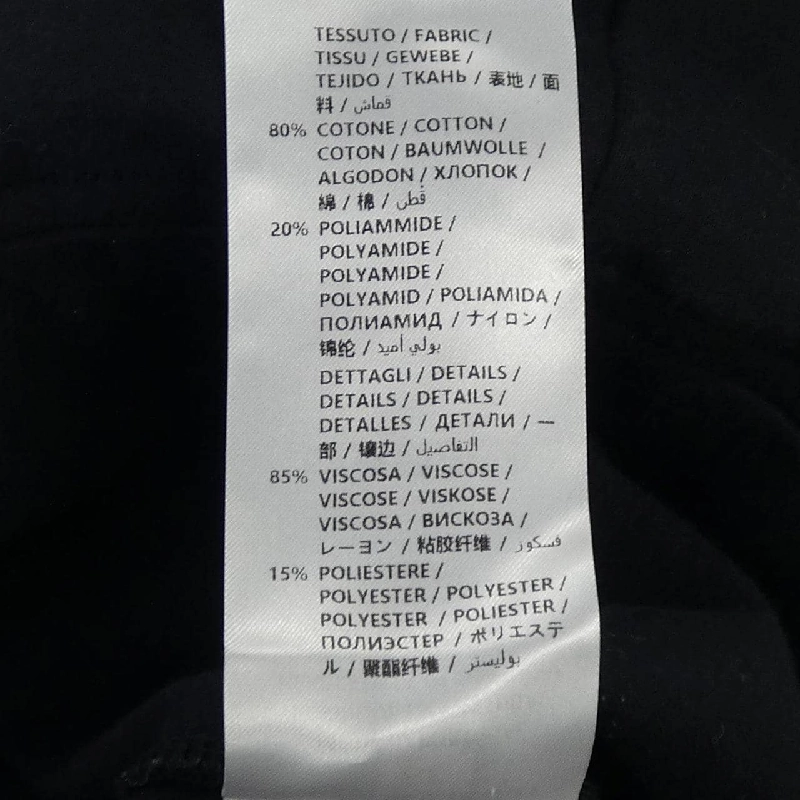 TESSUTO / FABRIC /
TISSU / GEWEBE /
TEJIDO / ТКАНЬ / 表地 / 面
料 / قماش
80% COTONE / COTTON /
COTON / BAUMWOLLE /
ALGODON / ХЛОПОК /
綿 / 棉 / قطن
20% POLIAMMIDE /
POLYAMIDE /
POLYAMIDE /
POLYAMID / POLIAMIDA /
ПОЛИАМИД / ナイロン /
锦纶 / بولي أميد
DETTAGLI / DETAILS /
DETAILS / DETAILS /
DETALLES / ДЕТАЛИ / 一
部 / 镶边 / التفاصيل
85% VISCOSA / VISCOSE /
VISCOSE / VISKOSE /
VISCOSA / ВИСКОЗА /
レーヨン / 粘胶纤维 / فسكوز
15% POLIESTERE /
POLYESTER / POLYESTER /
POLYESTER / POLIESTER /
ПОЛИЭСТЕР / ポリエステ
ル / 聚酯纤维 / بوليستر